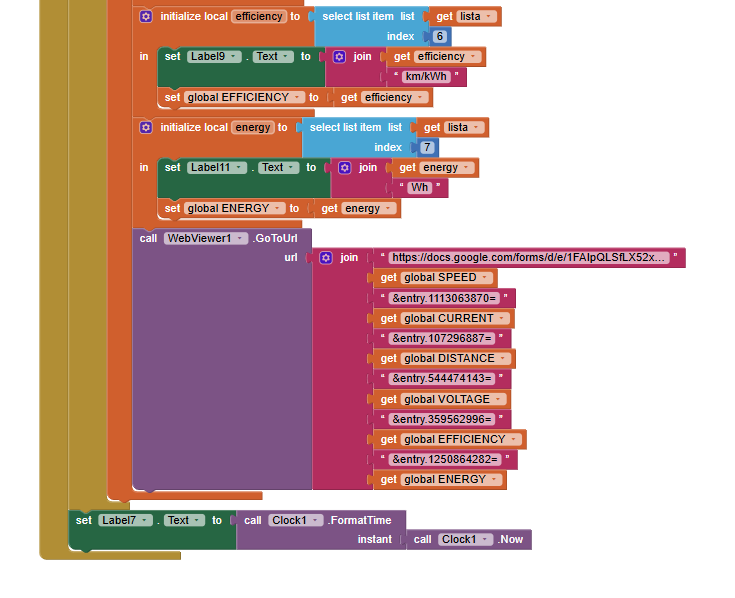 initialize local efficiency to select list item list get lista
index 6
in set Label9 . Text to join get efficiency
“ km/kWh ”
set global EFFICIENCY to get efficiency
initialize local energy to select list item list get lista
index 7
in set Label11 . Text to join get energy
“ Wh ”
set global ENERGY to get energy
call WebViewer1 .GoToUrl
url join “ https://docs.google.com/forms/d/e/1FAIpQLSfLX52x... ”
get global SPEED
“ &entry.1113063870= ”
get global CURRENT
“ &entry.107296887= ”
get global DISTANCE
“ &entry.544474143= ”
get global VOLTAGE
“ &entry.359562996= ”
get global EFFICIENCY
“ &entry.1250864282= ”
get global ENERGY
set Label7 . Text to call Clock1 .FormatTime
instant call Clock1 .Now